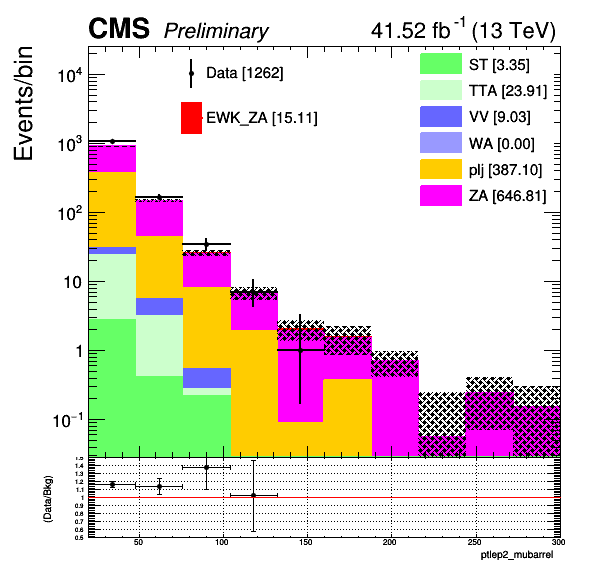 CMS Preliminary 41.52 fb⁻¹ (13 TeV)
Events/bin
Data [1262]
EWK_ZA [15.11]
ST [3.35]
TTA [23.91]
VV [9.03]
WA [0.00]
plj [387.10]
ZA [646.81]
10⁴
10³
10²
10
1
10⁻¹
(Data/Bkg)
1.5
1.4
1.3
1.2
1.1
1
0.9
0.8
0.7
0.6
0.5
50 100 150 200 250 300
ptlep2_mubarrel